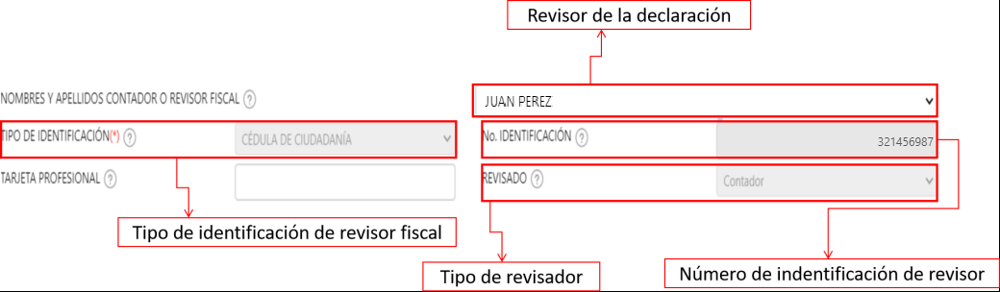 Revisor de la declaración
NOMBRES Y APELLIDOS CONTADOR O REVISOR FISCAL ?
JUAN PEREZ
TIPO DE IDENTIFICACIÓN(*) ?
CÉDULA DE CIUDADANÍA
No. IDENTIFICACIÓN ?
321456987
TARJETA PROFESIONAL ?
REVISADO ?
Contador
Tipo de identificación de revisor fiscal
Tipo de revisador
Número de indentificación de revisor